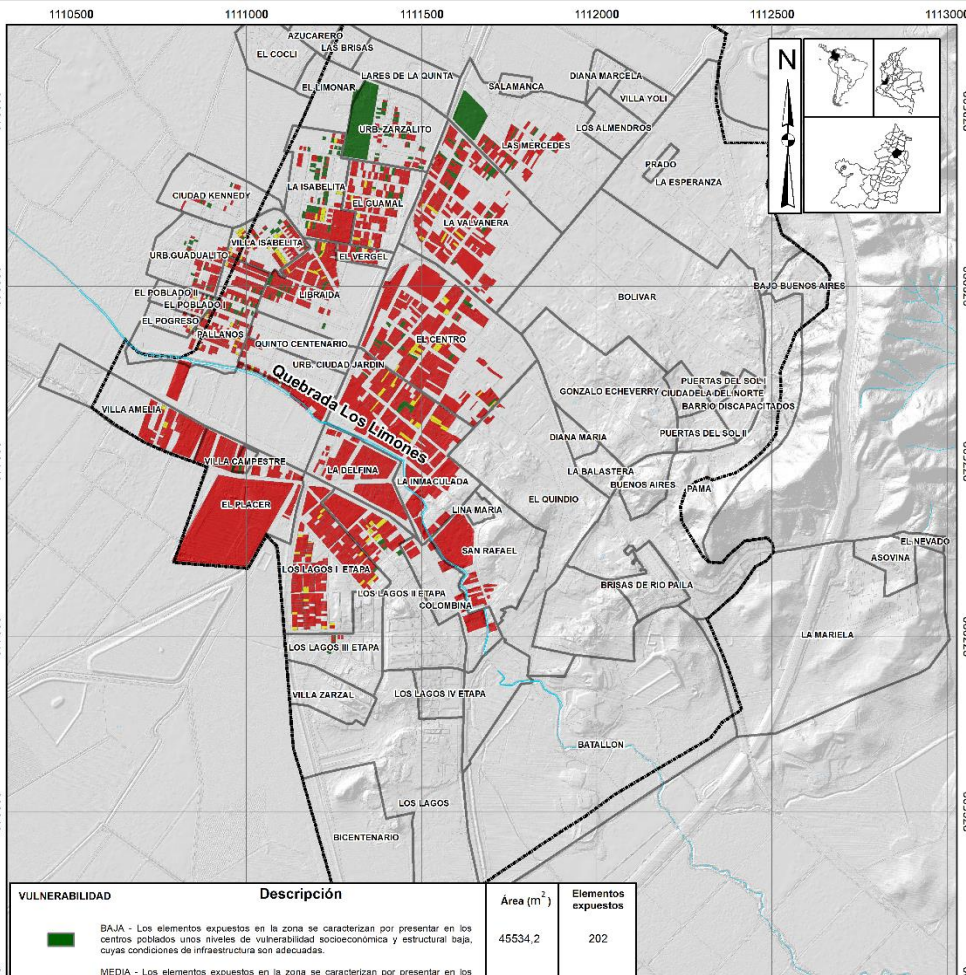 1110500 1111000 1111500 1112000 1112500 1113000
AZUCARERO
LAS BRISAS
EL COCLI
N
LARES DE LA QUINTA
DIANA MARCELA
EL LIMONAR
SALAMANCA
VILLA YOLI
URB. ZARZALITO
LOS ALMENDROS
LAS MERCEDES
PRADO
LA ESPERANZA
LA ISABELITA
CIUDAD KENNEDY
EL GUAMAL
LA VALVANERA
VILLA ISABELITA
URB.GUADUALITO
EL VERGEL
BAJO BUENOS AIRES
EL POBLADO II
LIBRAIDA
BOLIVAR
EL POBLADO I
EL POGRESO
PALLANOS
QUINTO CENTENARIO
EL CENTRO
URB. CIUDAD JARDIN
Quebrada Los Limones
PUERTAS DEL SOL I
GONZALO ECHEVERRY
CIUDADELA DEL NORTE
BARRIO DISCAPACITADOS
VILLA AMELIA
DIANA MARIA
PUERTAS DEL SOL II
VILLA CAMPESTRE
LA DELFINA
LA BALASTERA
LA INMACULADA
BUENOS AIRES
PAMA
EL PLACER
LINA MARIA
EL QUINDIO
EL NEVADO
SAN RAFAEL
ASOVINA
LOS LAGOS I ETAPA
BRISAS DE RIO PAILA
LOS LAGOS II ETAPA
COLOMBINA
LA MARIELA
LOS LAGOS III ETAPA
VILLA ZARZAL
LOS LAGOS IV ETAPA
BATALLON
LOS LAGOS
BICENTENARIO
VULNERABILIDAD Descripción Área (m²) Elementos
expuestos
BAJA - Los elementos expuestos en la zona se caracterizan por presentar en los
centros poblados unos niveles de vulnerabilidad socioeconómica y estructural baja,
cuyas condiciones de infraestructura son adecuadas.
45534,2 202
MEDIA - Los elementos expuestos en la zona se caracterizan por presentar en los